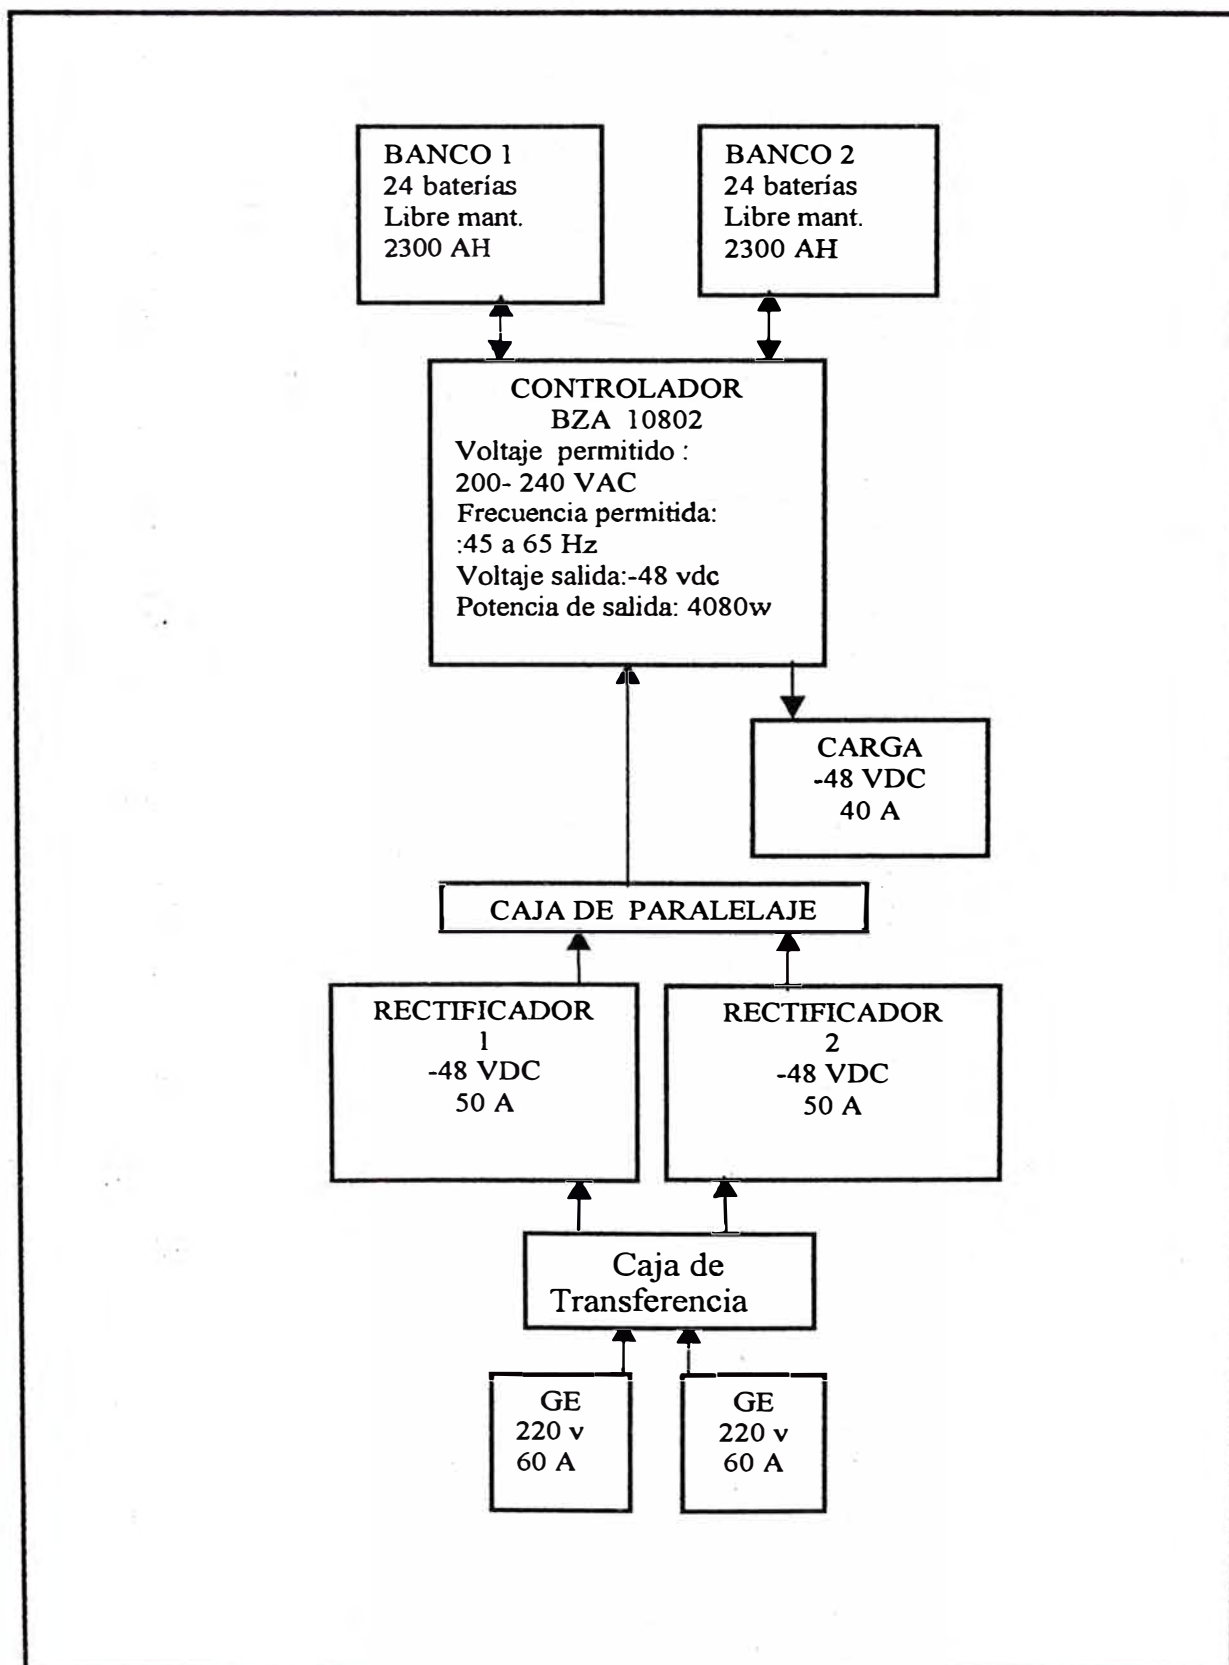 BANCO 1
24 baterías
Libre mant.
2300 AH
BANCO 2
24 baterías
Libre mant.
2300 AH
CONTROLADOR
BZA 10802
Voltaje permitido :
200- 240 VAC
Frecuencia permitida:
:45 a 65 Hz
Voltaje salida:-48 vdc
Potencia de salida: 4080w
CARGA
-48 VDC
40 A
CAJA DE PARALELAJE
RECTIFICADOR
1
-48 VDC
50 A
RECTIFICADOR
2
-48 VDC
50 A
Caja de
Transferencia
GE
220 v
60 A
GE
220 v
60 A